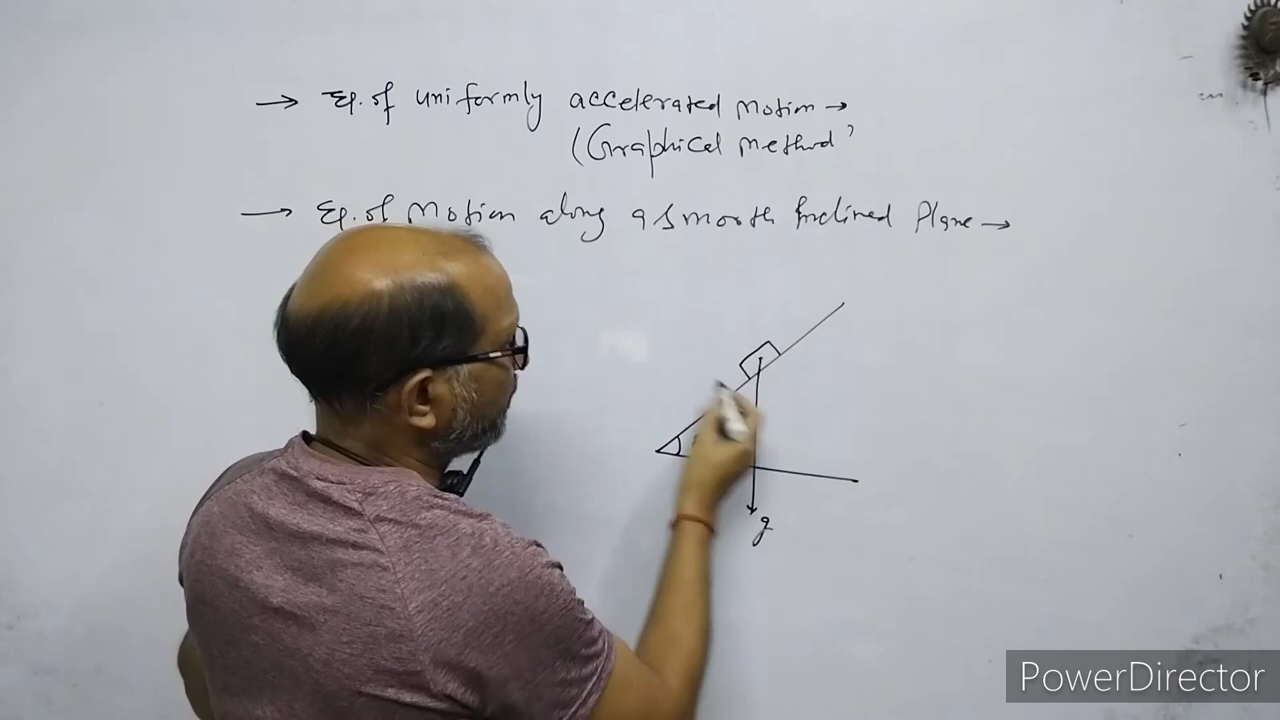 → Eq. of uniformly accelerated Motion →
(Graphical method)
→ Eq. of Motion along a smooth Inclined Plane →
g
PowerDirector